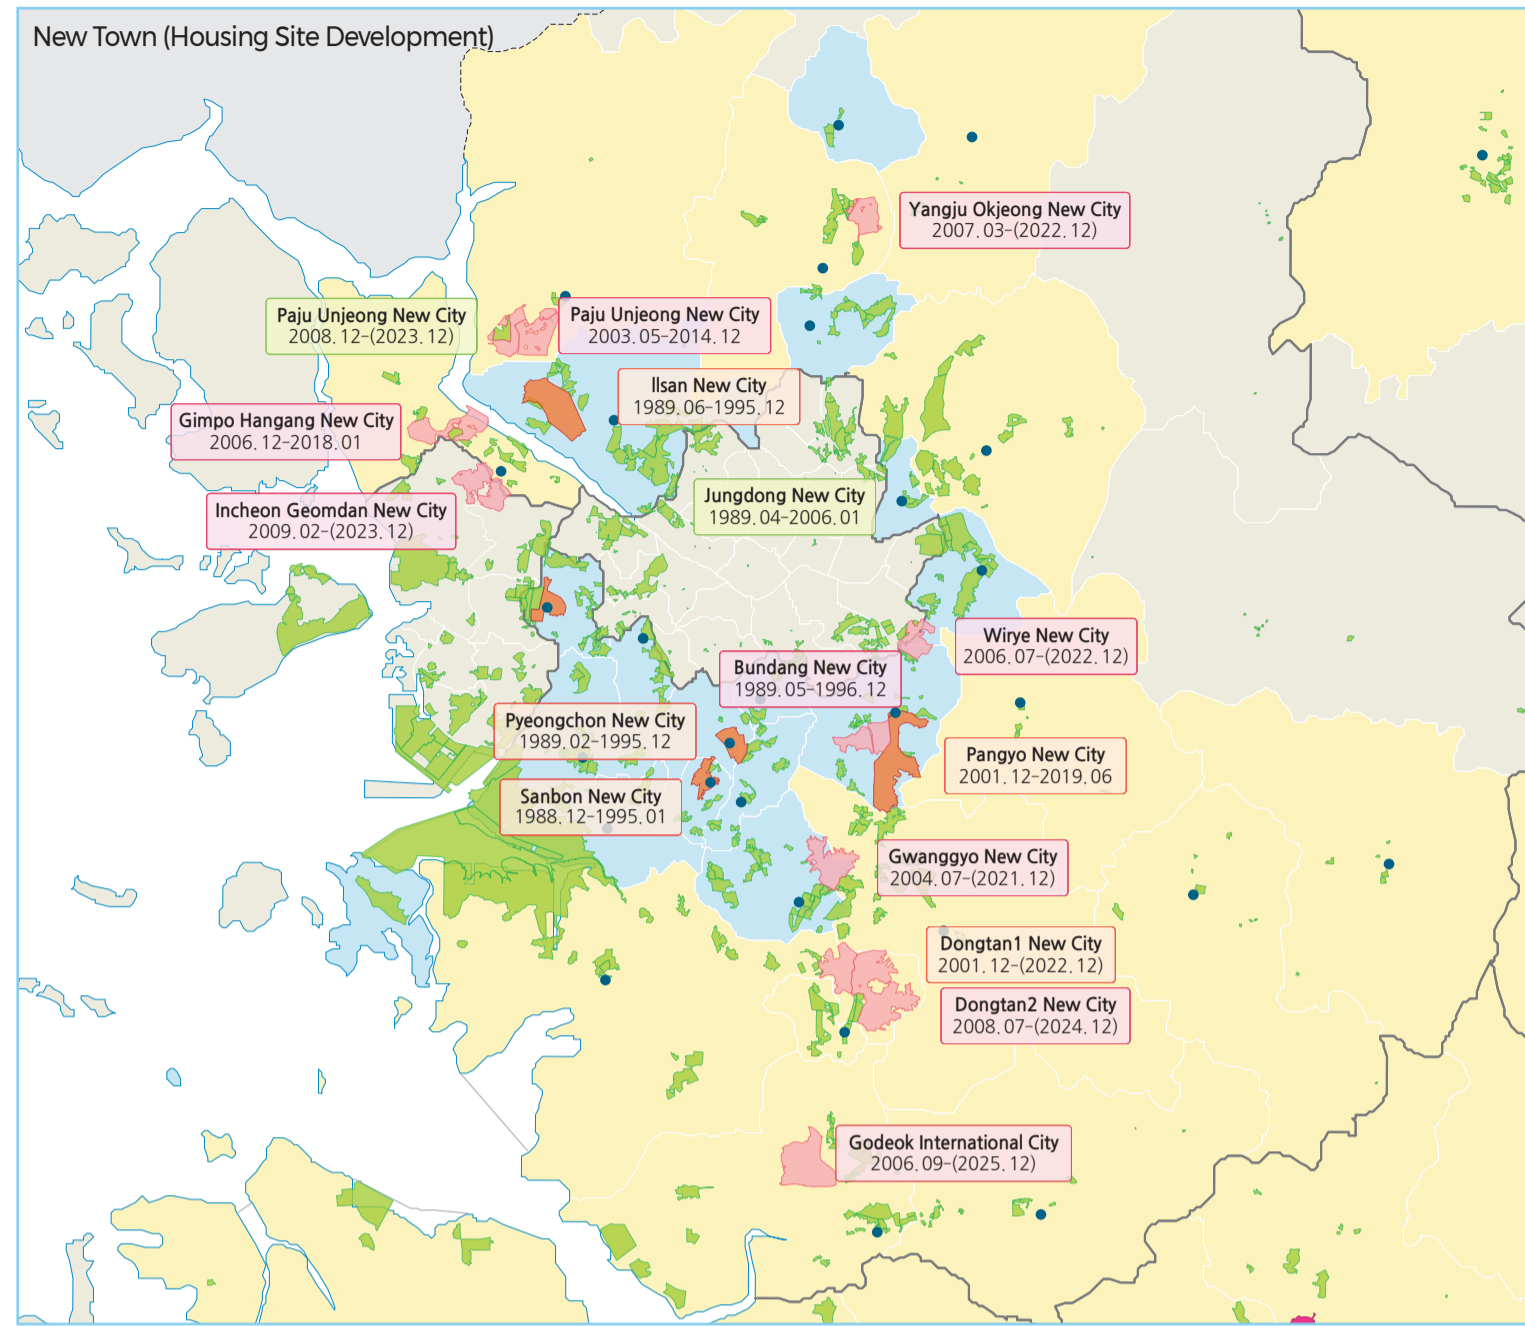 New Town (Housing Site Development)
Yangju Okjeong New City
2007. 03-(2022. 12)
Paju Unjeong New City
2008. 12-(2023. 12)
Paju Unjeong New City
2003. 05-2014. 12
Ilsan New City
1989. 06-1995. 12
Gimpo Hangang New City
2006. 12-2018. 01
Jungdong New City
1989. 04-2006. 01
Incheon Geomdan New City
2009. 02-(2023. 12)
Wirye New City
2006. 07-(2022. 12)
Bundang New City
1989. 05-1996. 12
Pyeongchon New City
1989. 02-1995. 12
Pangyo New City
2001. 12-2019. 06
Sanbon New City
1988. 12-1995. 01
Gwanggyo New City
2004. 07-(2021. 12)
Dongtan1 New City
2001. 12-(2022. 12)
Dongtan2 New City
2008. 07-(2024. 12)
Godeok International City
2006. 09-(2025. 12)